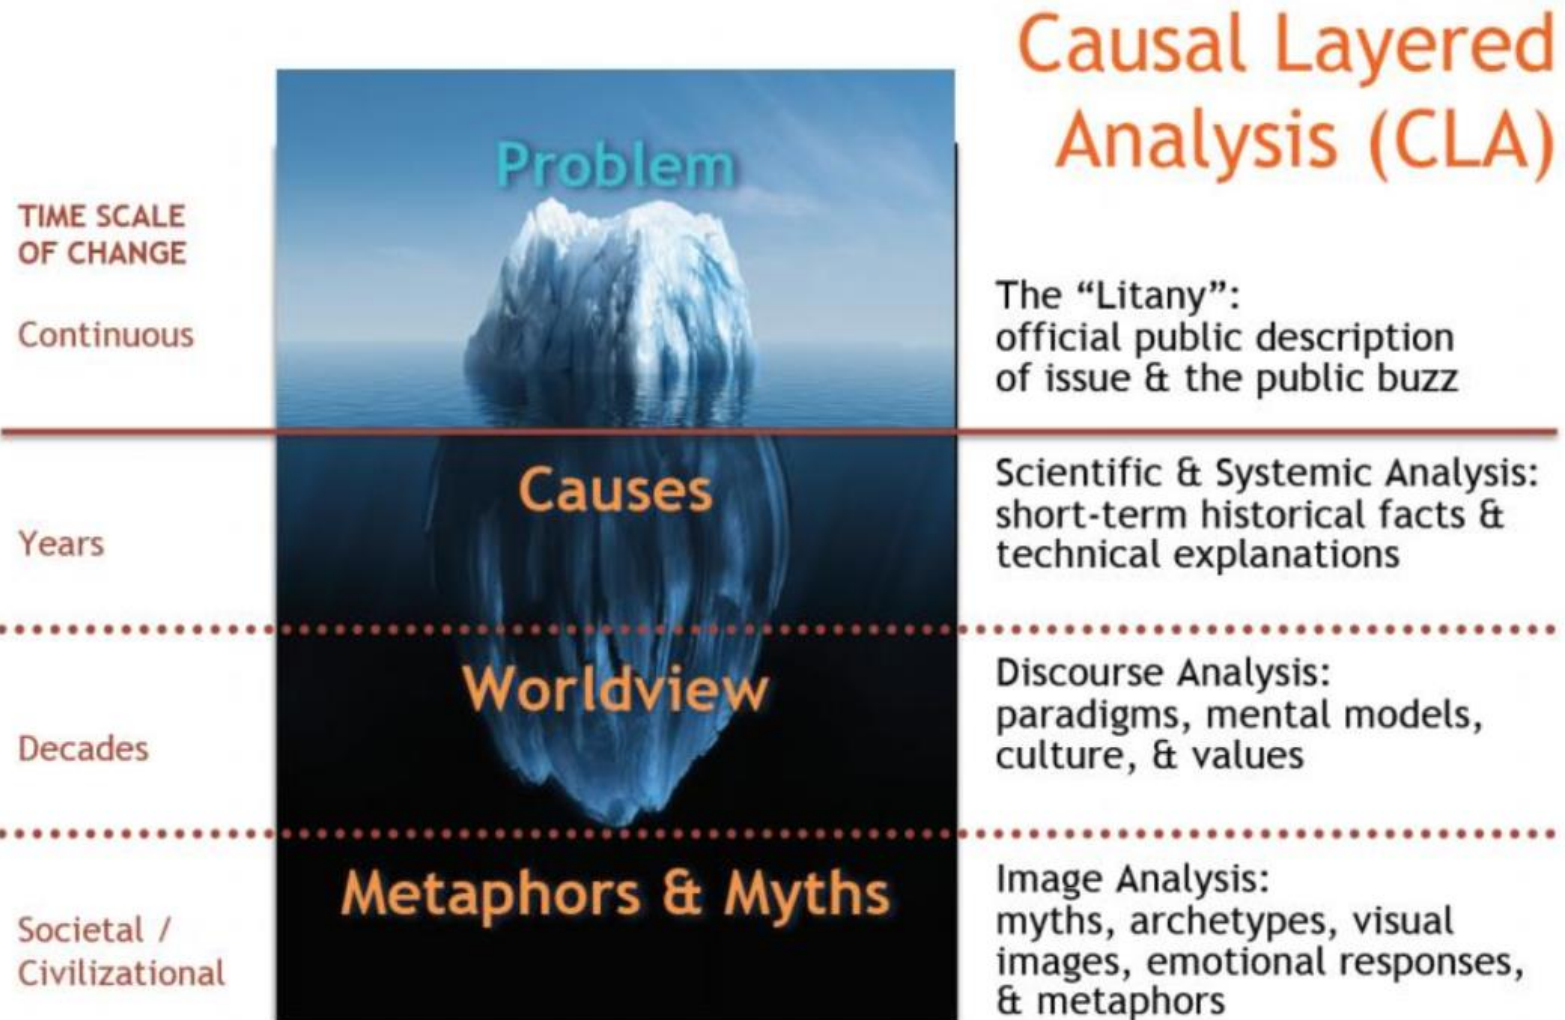 Causal Layered
Analysis (CLA)
Problem
TIME SCALE
OF CHANGE
Continuous
The “Litany”:
official public description
of issue & the public buzz
Causes
Years
Scientific & Systemic Analysis:
short-term historical facts &
technical explanations
Worldview
Decades
Discourse Analysis:
paradigms, mental models,
culture, & values
Metaphors & Myths
Societal /
Civilizational
Image Analysis:
myths, archetypes, visual
images, emotional responses,
& metaphors